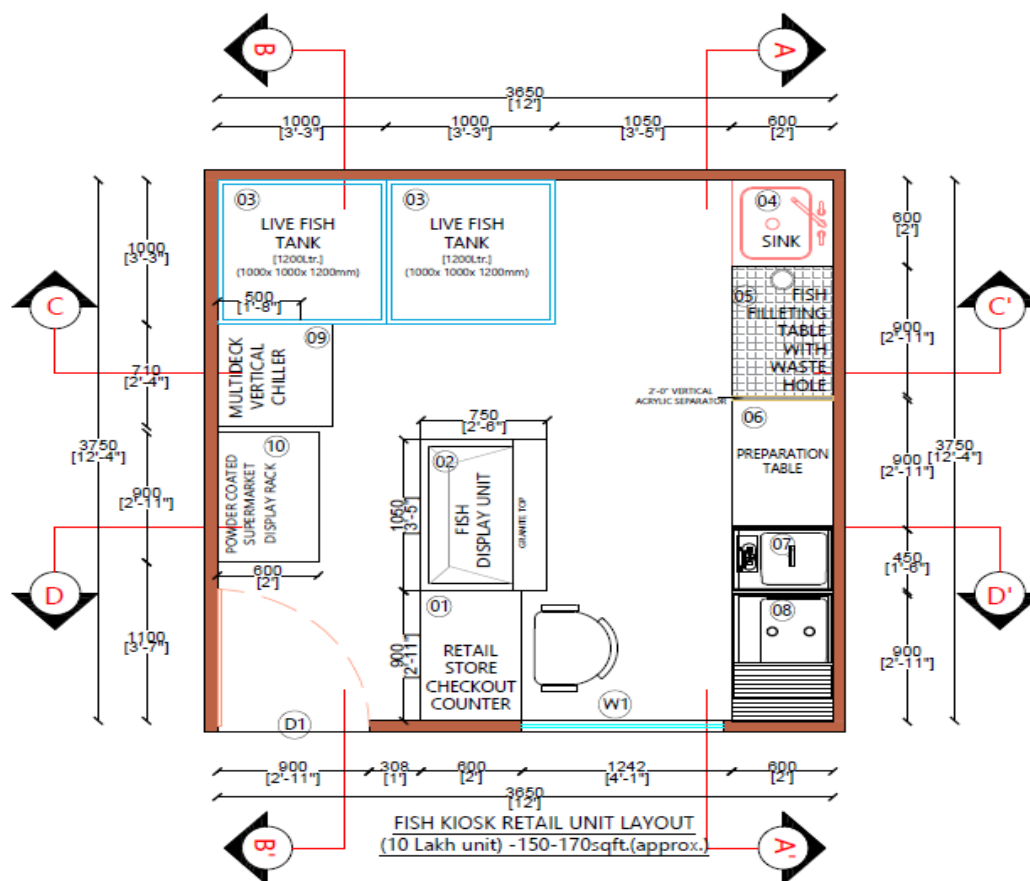 B
A
3650
[12']
1000
[3'-3"]
1000
[3'-3"]
1050
[3'-5"]
600
[2']
03
LIVE FISH
TANK
[1200Ltr.]
(1000x 1000x 1200mm)
03
LIVE FISH
TANK
[1200Ltr.]
(1000x 1000x 1200mm)
04
SINK
1000
[3'-3"]
600
[2']
500
[1'-8"]
C
C'
09
MULTIDECK
VERTICAL
CHILLER
710
[2'-4"]
05
FISH
FILLETING
TABLE
WITH
WASTE
HOLE
900
[2'-11"]
2'-0" VERTICAL
ACRYLIC SEPARATOR
3750
[12'-4"]
3750
[12'-4"]
10
POWDER COATED
SUPERMARKET
DISPLAY RACK
900
[2'-11"]
750
[2'-6"]
02
FISH
DISPLAY UNIT
GRANITE TOP
1050
[3'-5"]
06
PREPARATION
TABLE
900
[2'-11"]
07
450
[1'-6"]
600
[2']
D
D'
1100
[3'-7"]
01
RETAIL
STORE
CHECKOUT
COUNTER
900
[2'-11"]
08
900
[2'-11"]
D1
W1
900
[2'-11"]
308
[1']
600
[2']
1242
[4'-1"]
600
[2']
3650
[12']
B'
A'
FISH KIOSK RETAIL UNIT LAYOUT
(10 Lakh unit) -150-170sqft.(approx.)